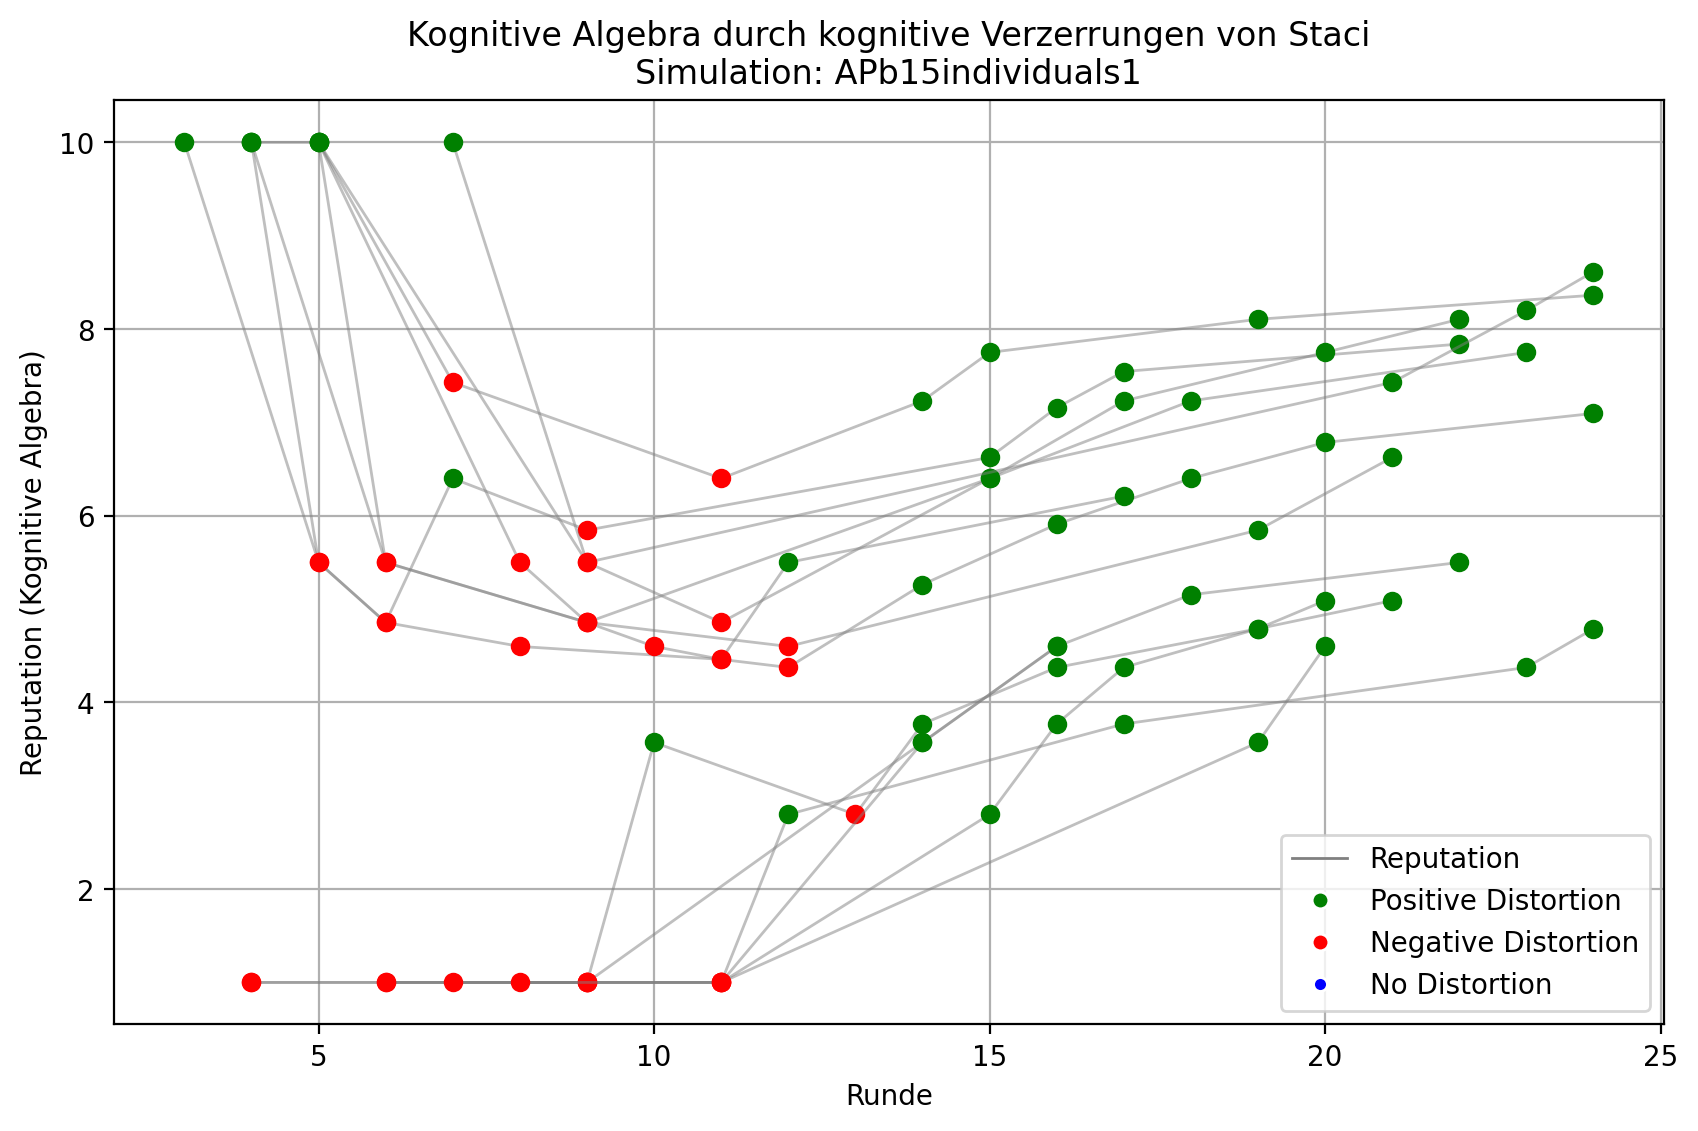 Kognitive Algebra durch kognitive Verzerrungen von Staci
Simulation: APb15individuals1
Reputation (Kognitive Algebra)
10
8
6
4
2
5
10
15
20
25
Runde
Reputation
Positive Distortion
Negative Distortion
No Distortion